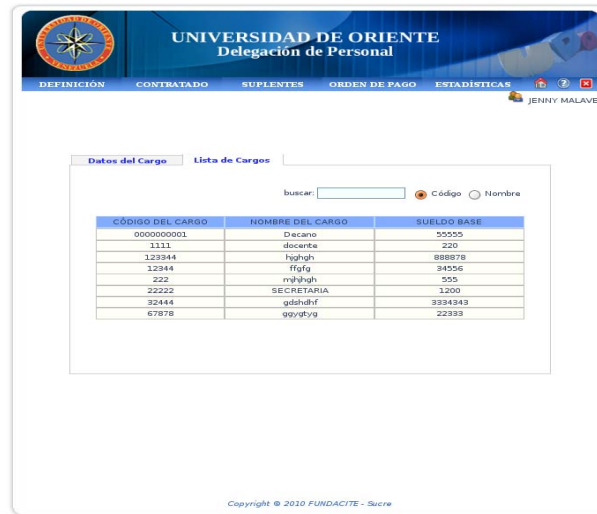 UNIVERSIDAD DE ORIENTE
Delegación de Personal
DEFINICIÓN CONTRATADO SUPLENTES ORDEN DE PAGO ESTADÍSTICAS
JENNY MALAVE
Datos del Cargo Lista de Cargos
buscar: Código Nombre
CÓDIGO DEL CARGO NOMBRE DEL CARGO SUELDO BASE
0000000001 Decano 55555
1111 docente 220
123344 hjghgh 888878
12344 ffgfg 34556
222 mjhjhgh 555
22222 SECRETARIA 1200
32444 gdshdhf 3334343
67878 ggygtyg 22333
Copyright © 2010 FUNDACITE - Sucre